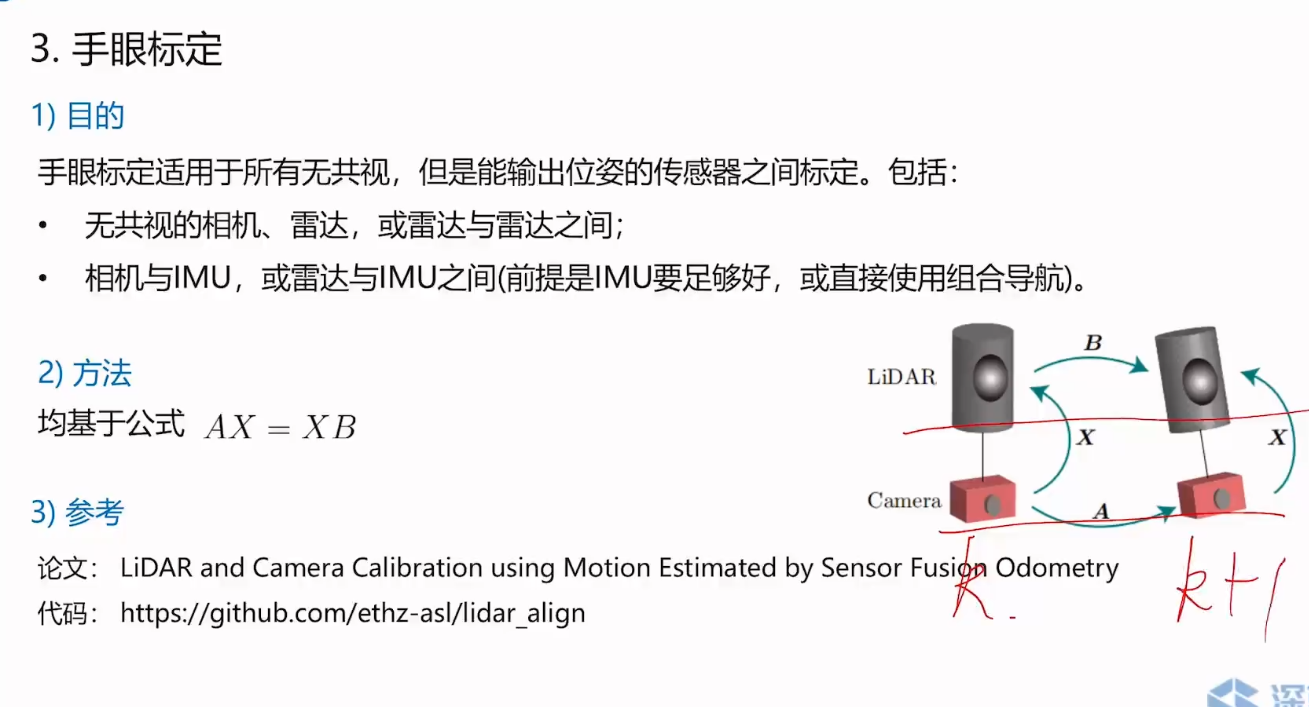 3. 手眼标定
1) 目的
手眼标定适用于所有无共视，但是能输出位姿的传感器之间标定。包括：
• 无共视的相机、雷达，或雷达与雷达之间；
• 相机与IMU，或雷达与IMU之间(前提是IMU要足够好，或直接使用组合导航)。
2) 方法
均基于公式 AX = XB
B
LiDAR
X
X
Camera
A
3) 参考
论文： LiDAR and Camera Calibration using Motion Estimated by Sensor Fusion Odometry
代码： https://github.com/ethz-asl/lidar_align
k.
k+1